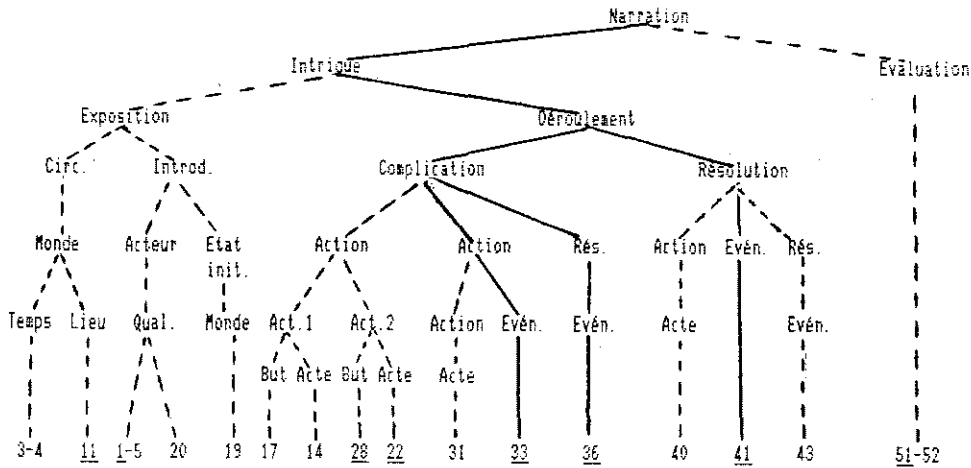 Narration
Intrigue Evaluation
Exposition Déroulement
Circ. Introd. Complication Résolution
Monde Acteur Etat init. Action Action Rés. Action Evén. Rés.
Temps Lieu Qual. Monde Act.1 Act.2 Action Evén. Evén. Acte Evén.
But Acte But Acte Acte
3-4 11 1-5 20 19 17 14 28 22 31 33 36 40 41 43 51-52